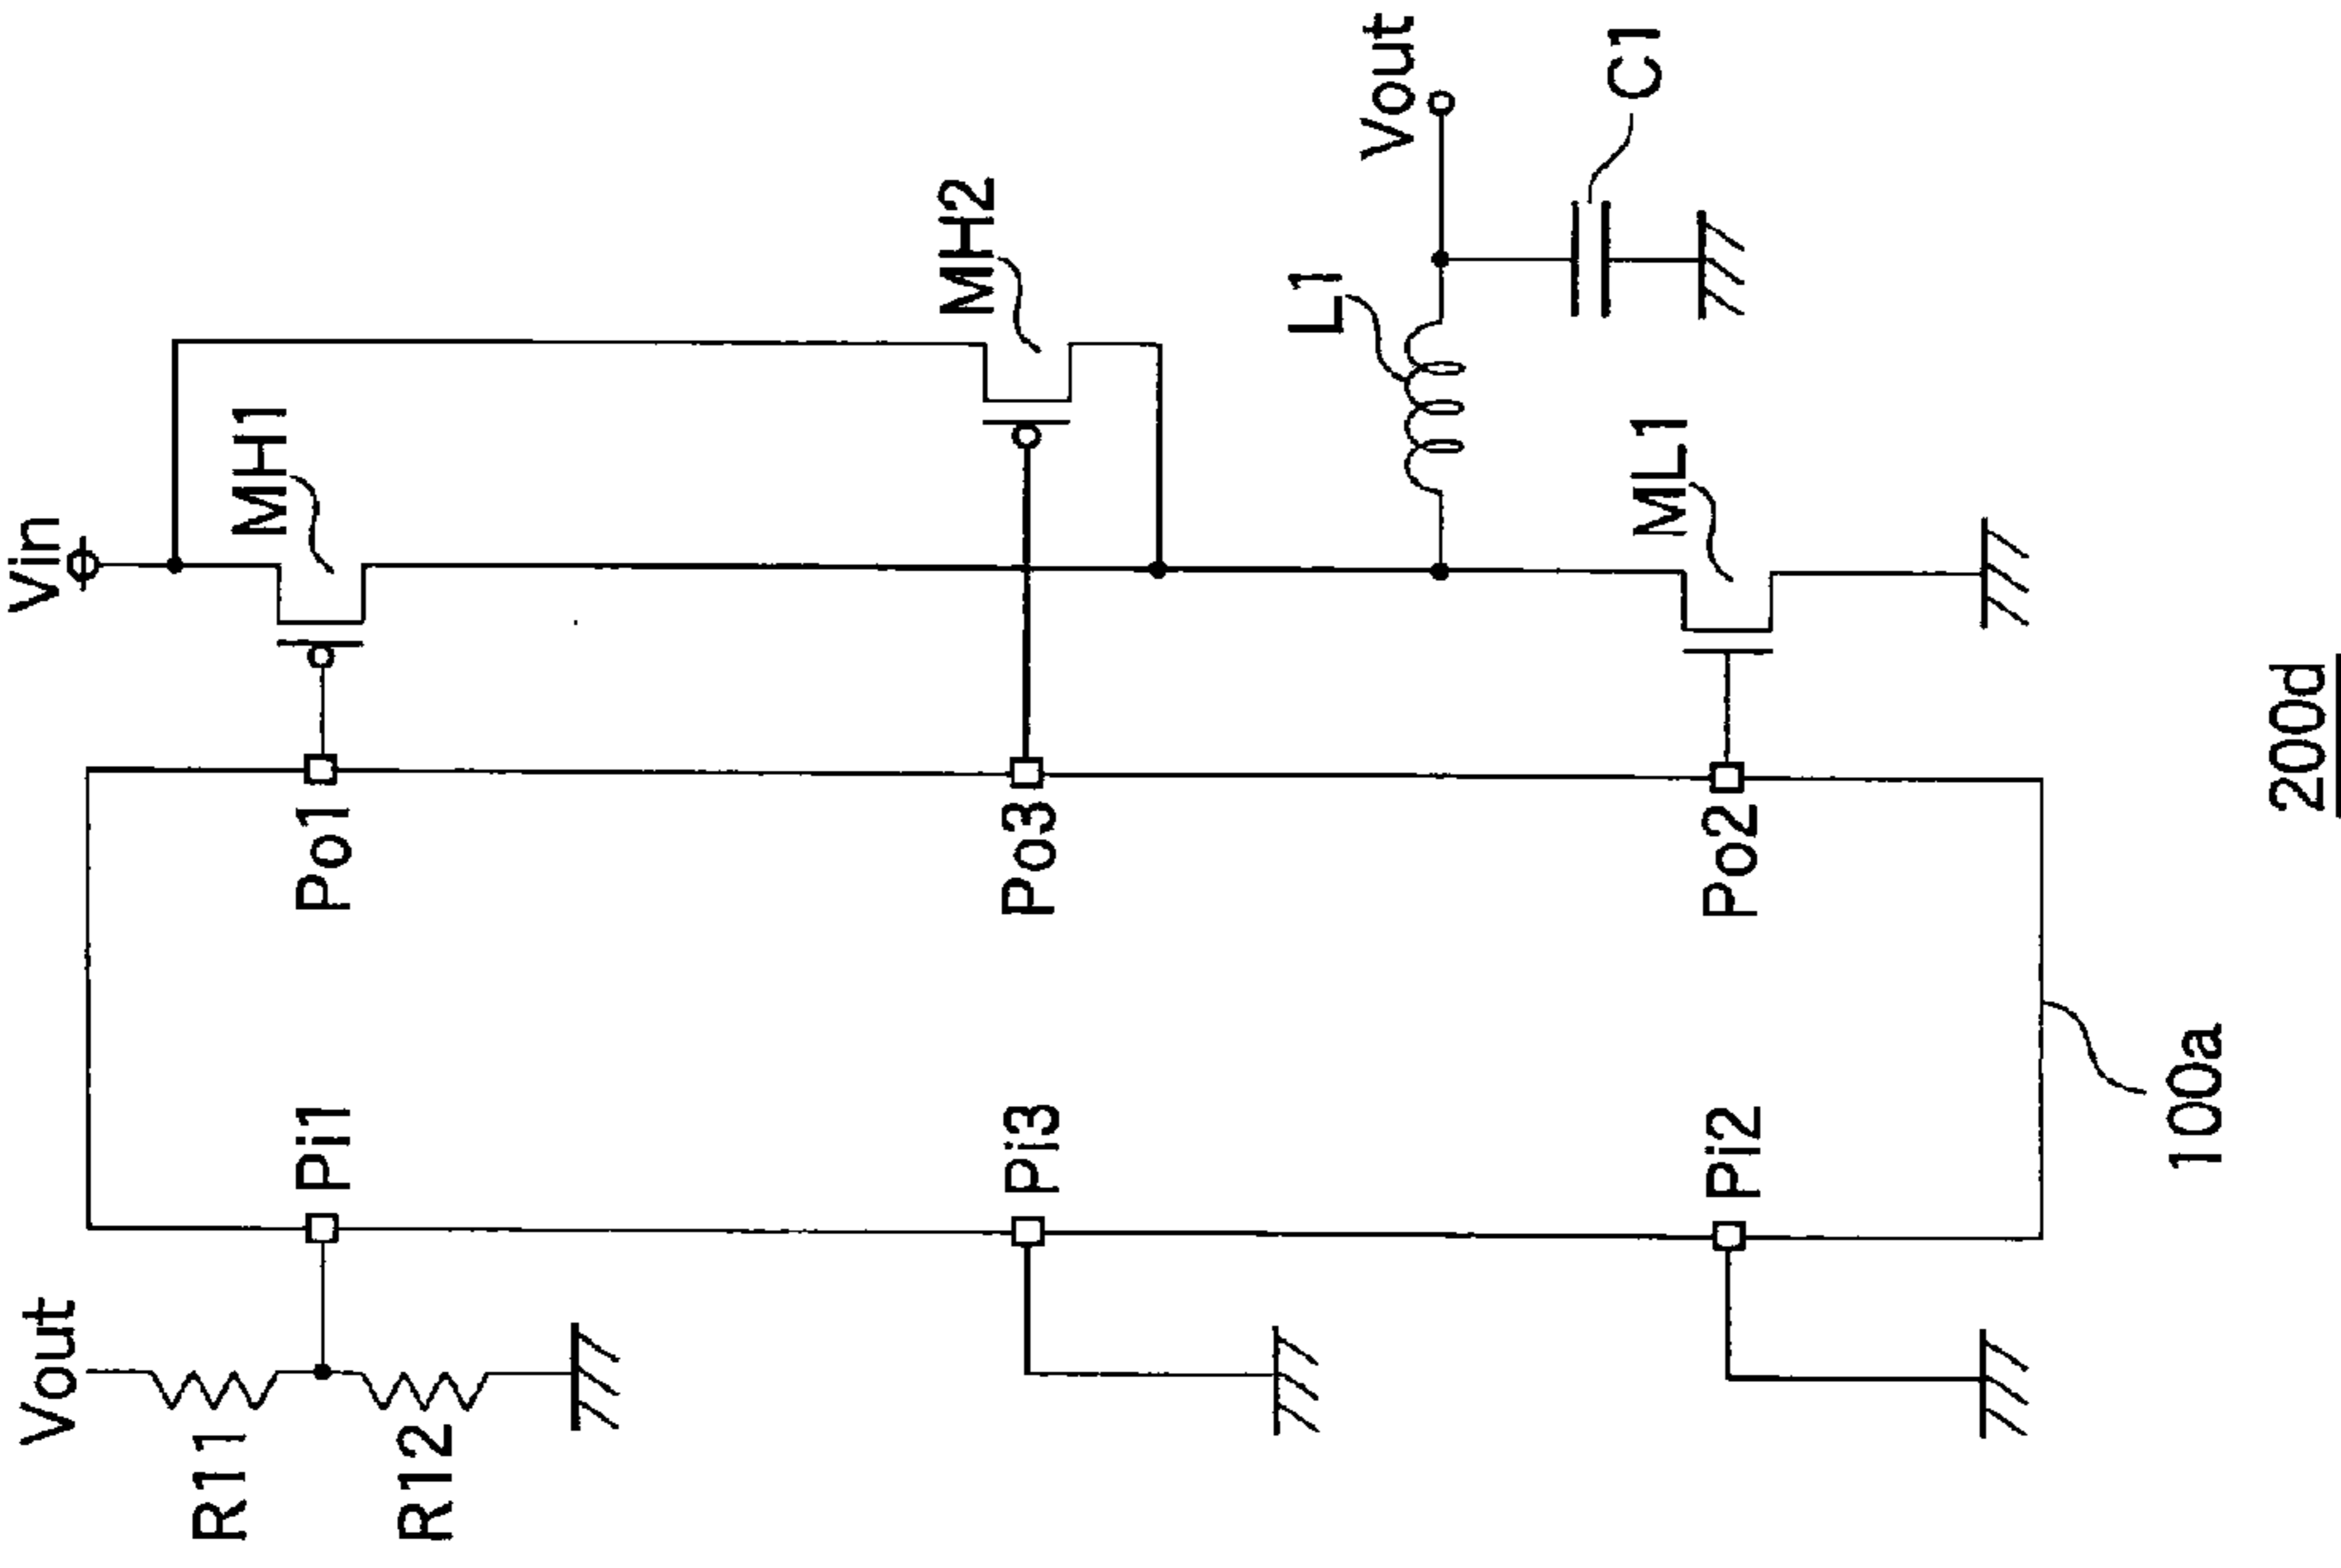 Vin
MH1
MH2
Vout
L1
C1
ML1
Po1
Po3
Po2
Pi1
Pi3
Pi2
Vout
R11
R12
100a
200d